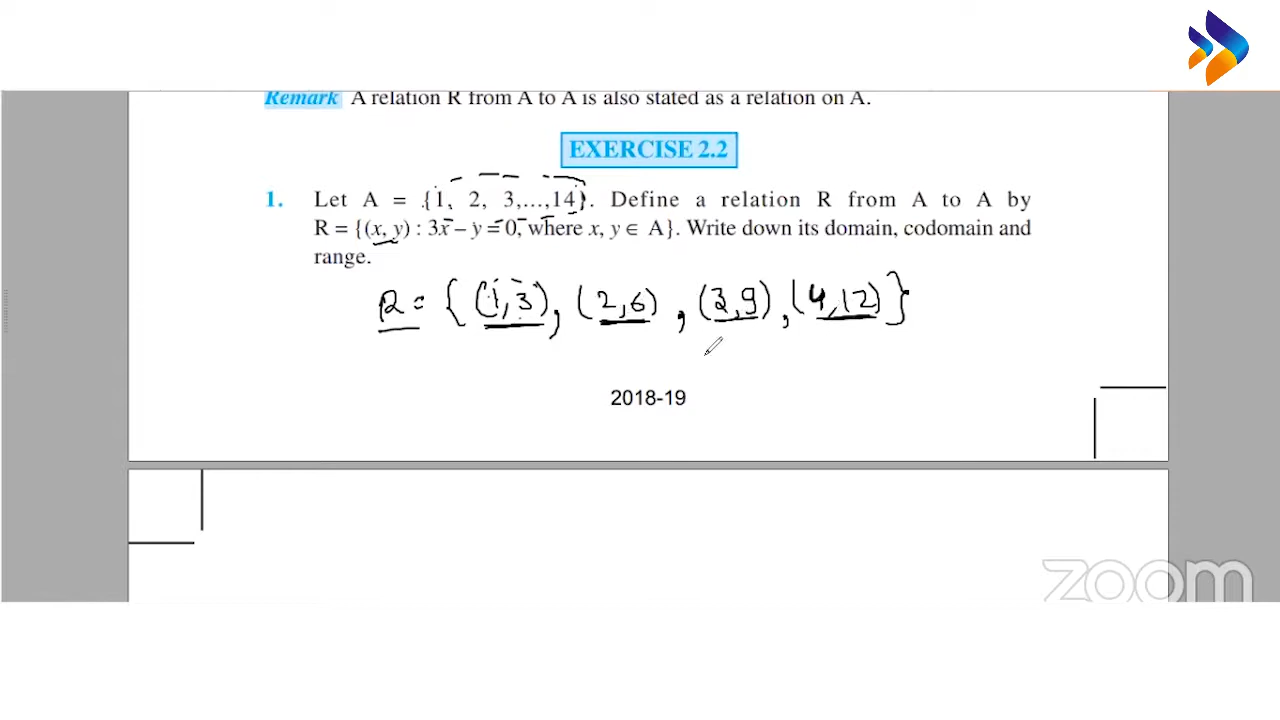 Remark A relation R from A to A is also stated as a relation on A.
EXERCISE 2.2
1. Let A = {1, 2, 3,...,14}. Define a relation R from A to A by
R = {(x, y) : 3x – y = 0, where x, y ∈ A}. Write down its domain, codomain and
range.
R = {(1,3), (2,6), (3,9), (4,12)}
2018-19
zoom